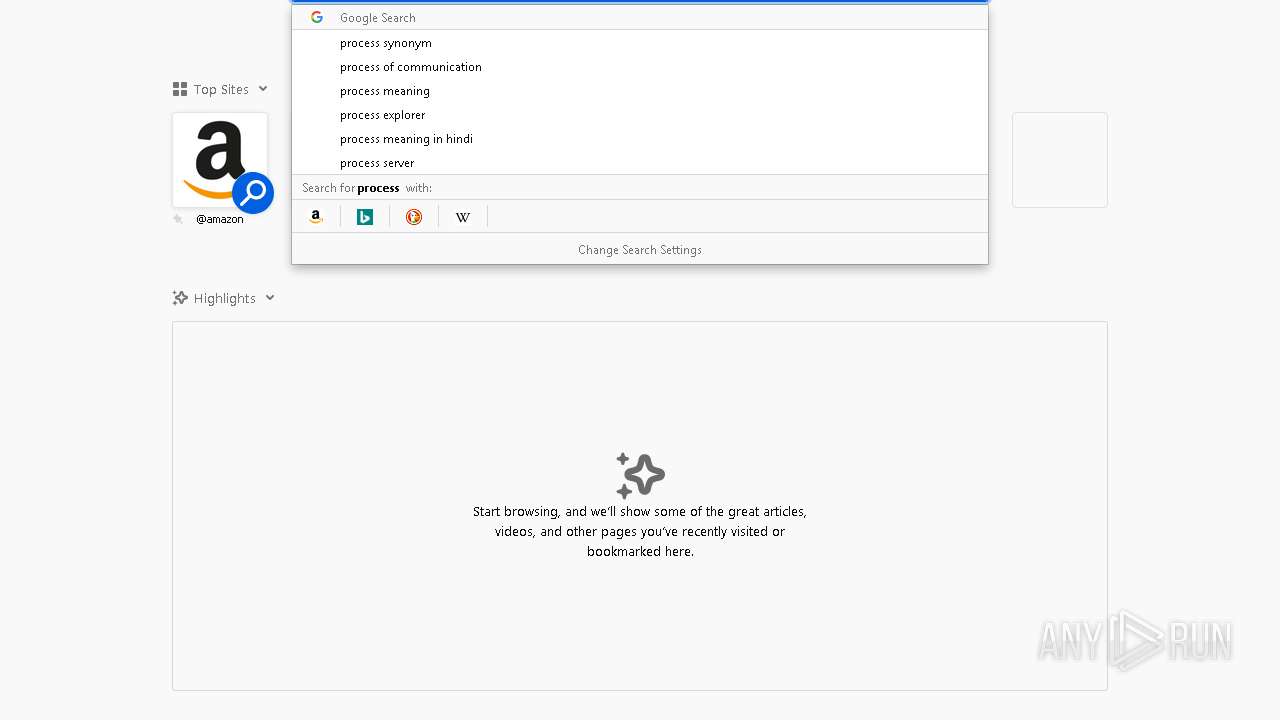 Google Search
process synonym
process of communication
process meaning
process explorer
process meaning in hindi
process server
Search for process with:
W
Change Search Settings
Top Sites
a
@amazon
Highlights
Start browsing, and we'll show some of the great articles,
videos, and other pages you've recently visited or
bookmarked here.
ANY RUN